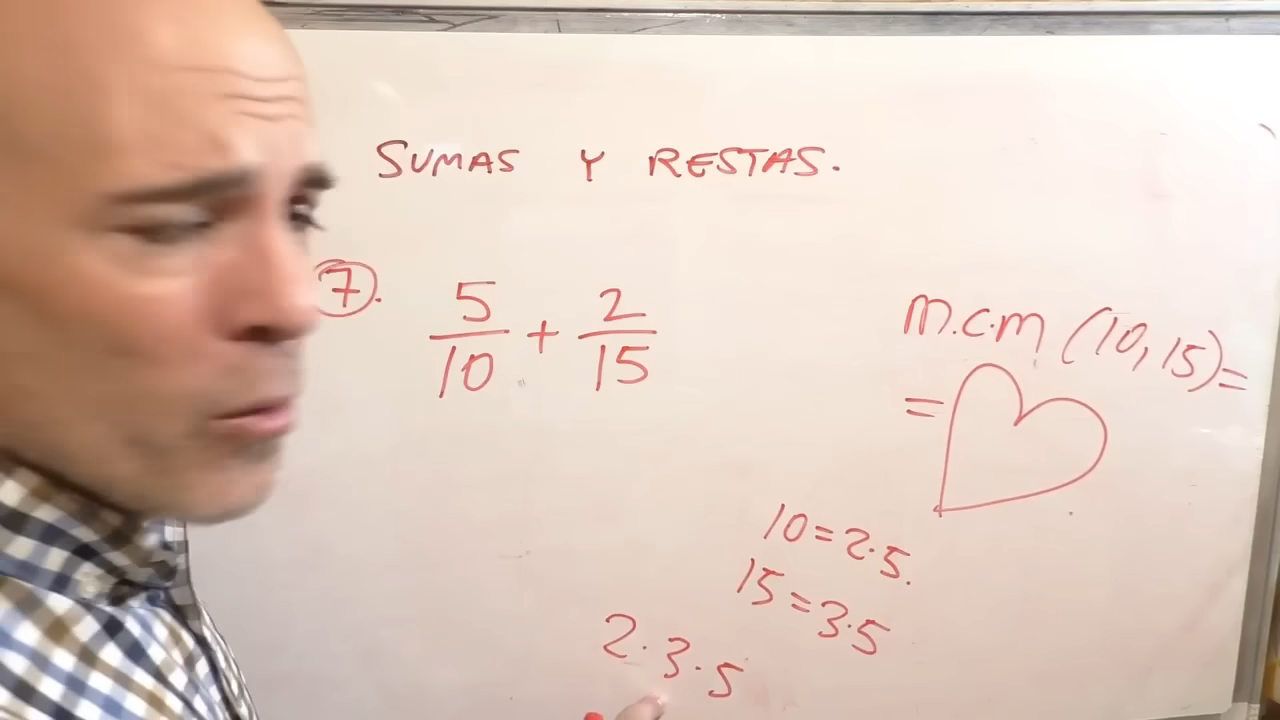 SUMAS Y RESTAS.
7. 5/10 + 2/15
m.c.m (10, 15) =
=
10 = 2·5.
15 = 3·5
2·3·5